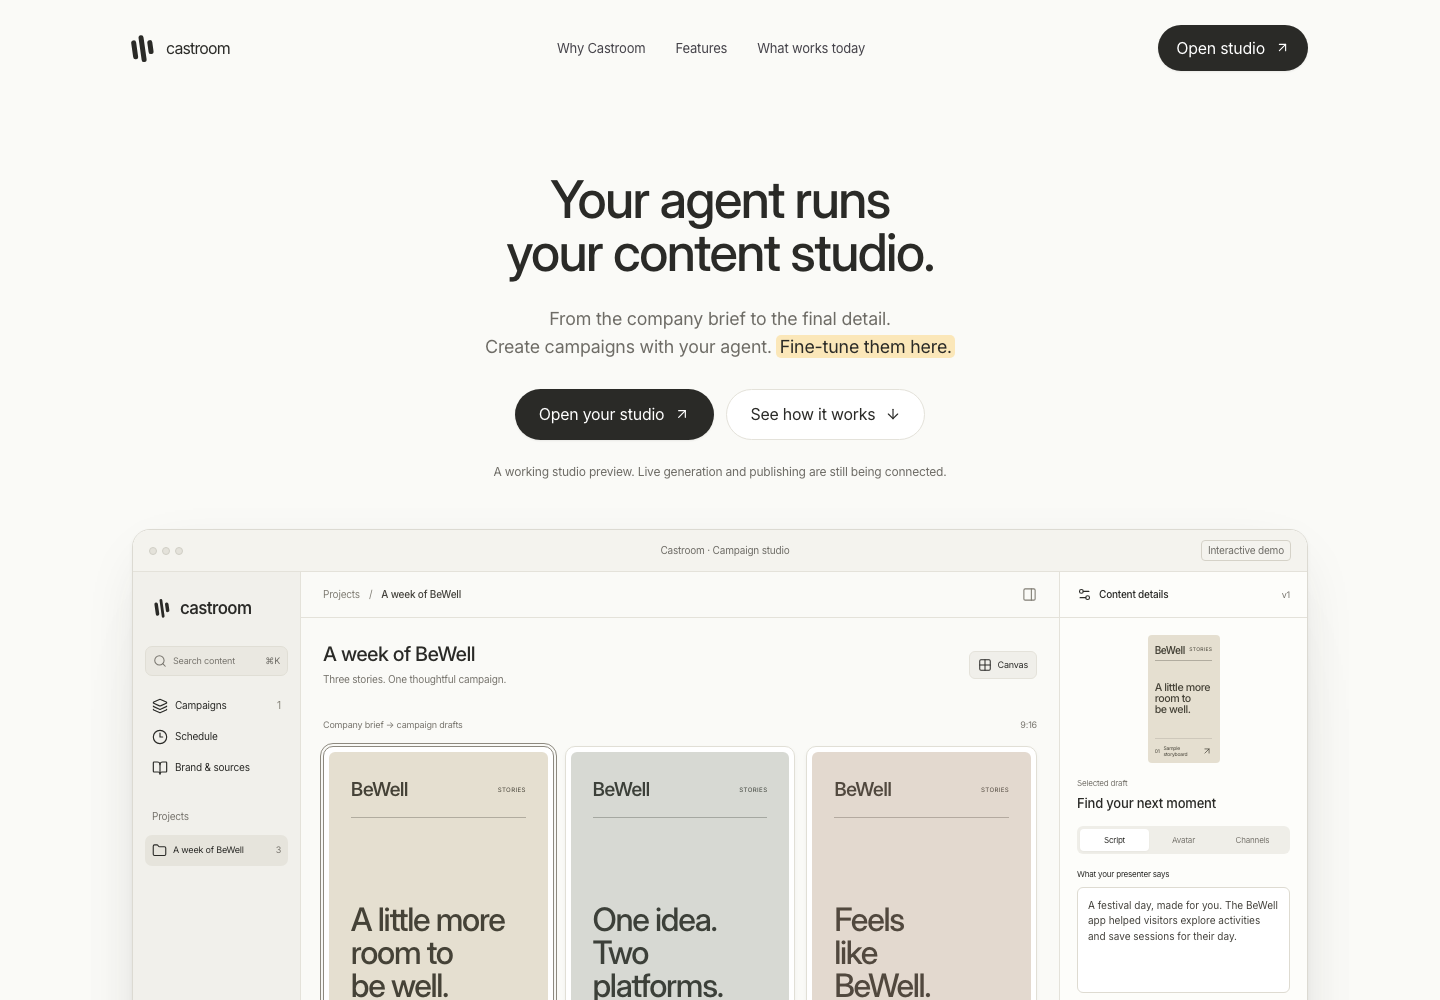 castroom
Why Castroom
Features
What works today
Open studio
Your agent runs
your content studio.
From the company brief to the final detail.
Create campaigns with your agent. Fine-tune them here.
Open your studio
See how it works
A working studio preview. Live generation and publishing are still being connected.
Castroom · Campaign studio
Interactive demo
castroom
Search content ⌘K
Campaigns 1
Schedule
Brand & sources
Projects
A week of BeWell 3
Projects / A week of BeWell
A week of BeWell
Three stories. One thoughtful campaign.
Canvas
Company brief → campaign drafts
9:16
BeWell STORIES
A little more
room to
be well.
BeWell STORIES
One idea.
Two
platforms.
BeWell STORIES
Feels
like
BeWell.
Content details
v1
BeWell STORIES
A little more
room to
be well.
01 Sample
storyboard
Selected draft
Find your next moment
Script
Avatar
Channels
What your presenter says
A festival day, made for you. The BeWell
app helped visitors explore activities
and save sessions for their day.